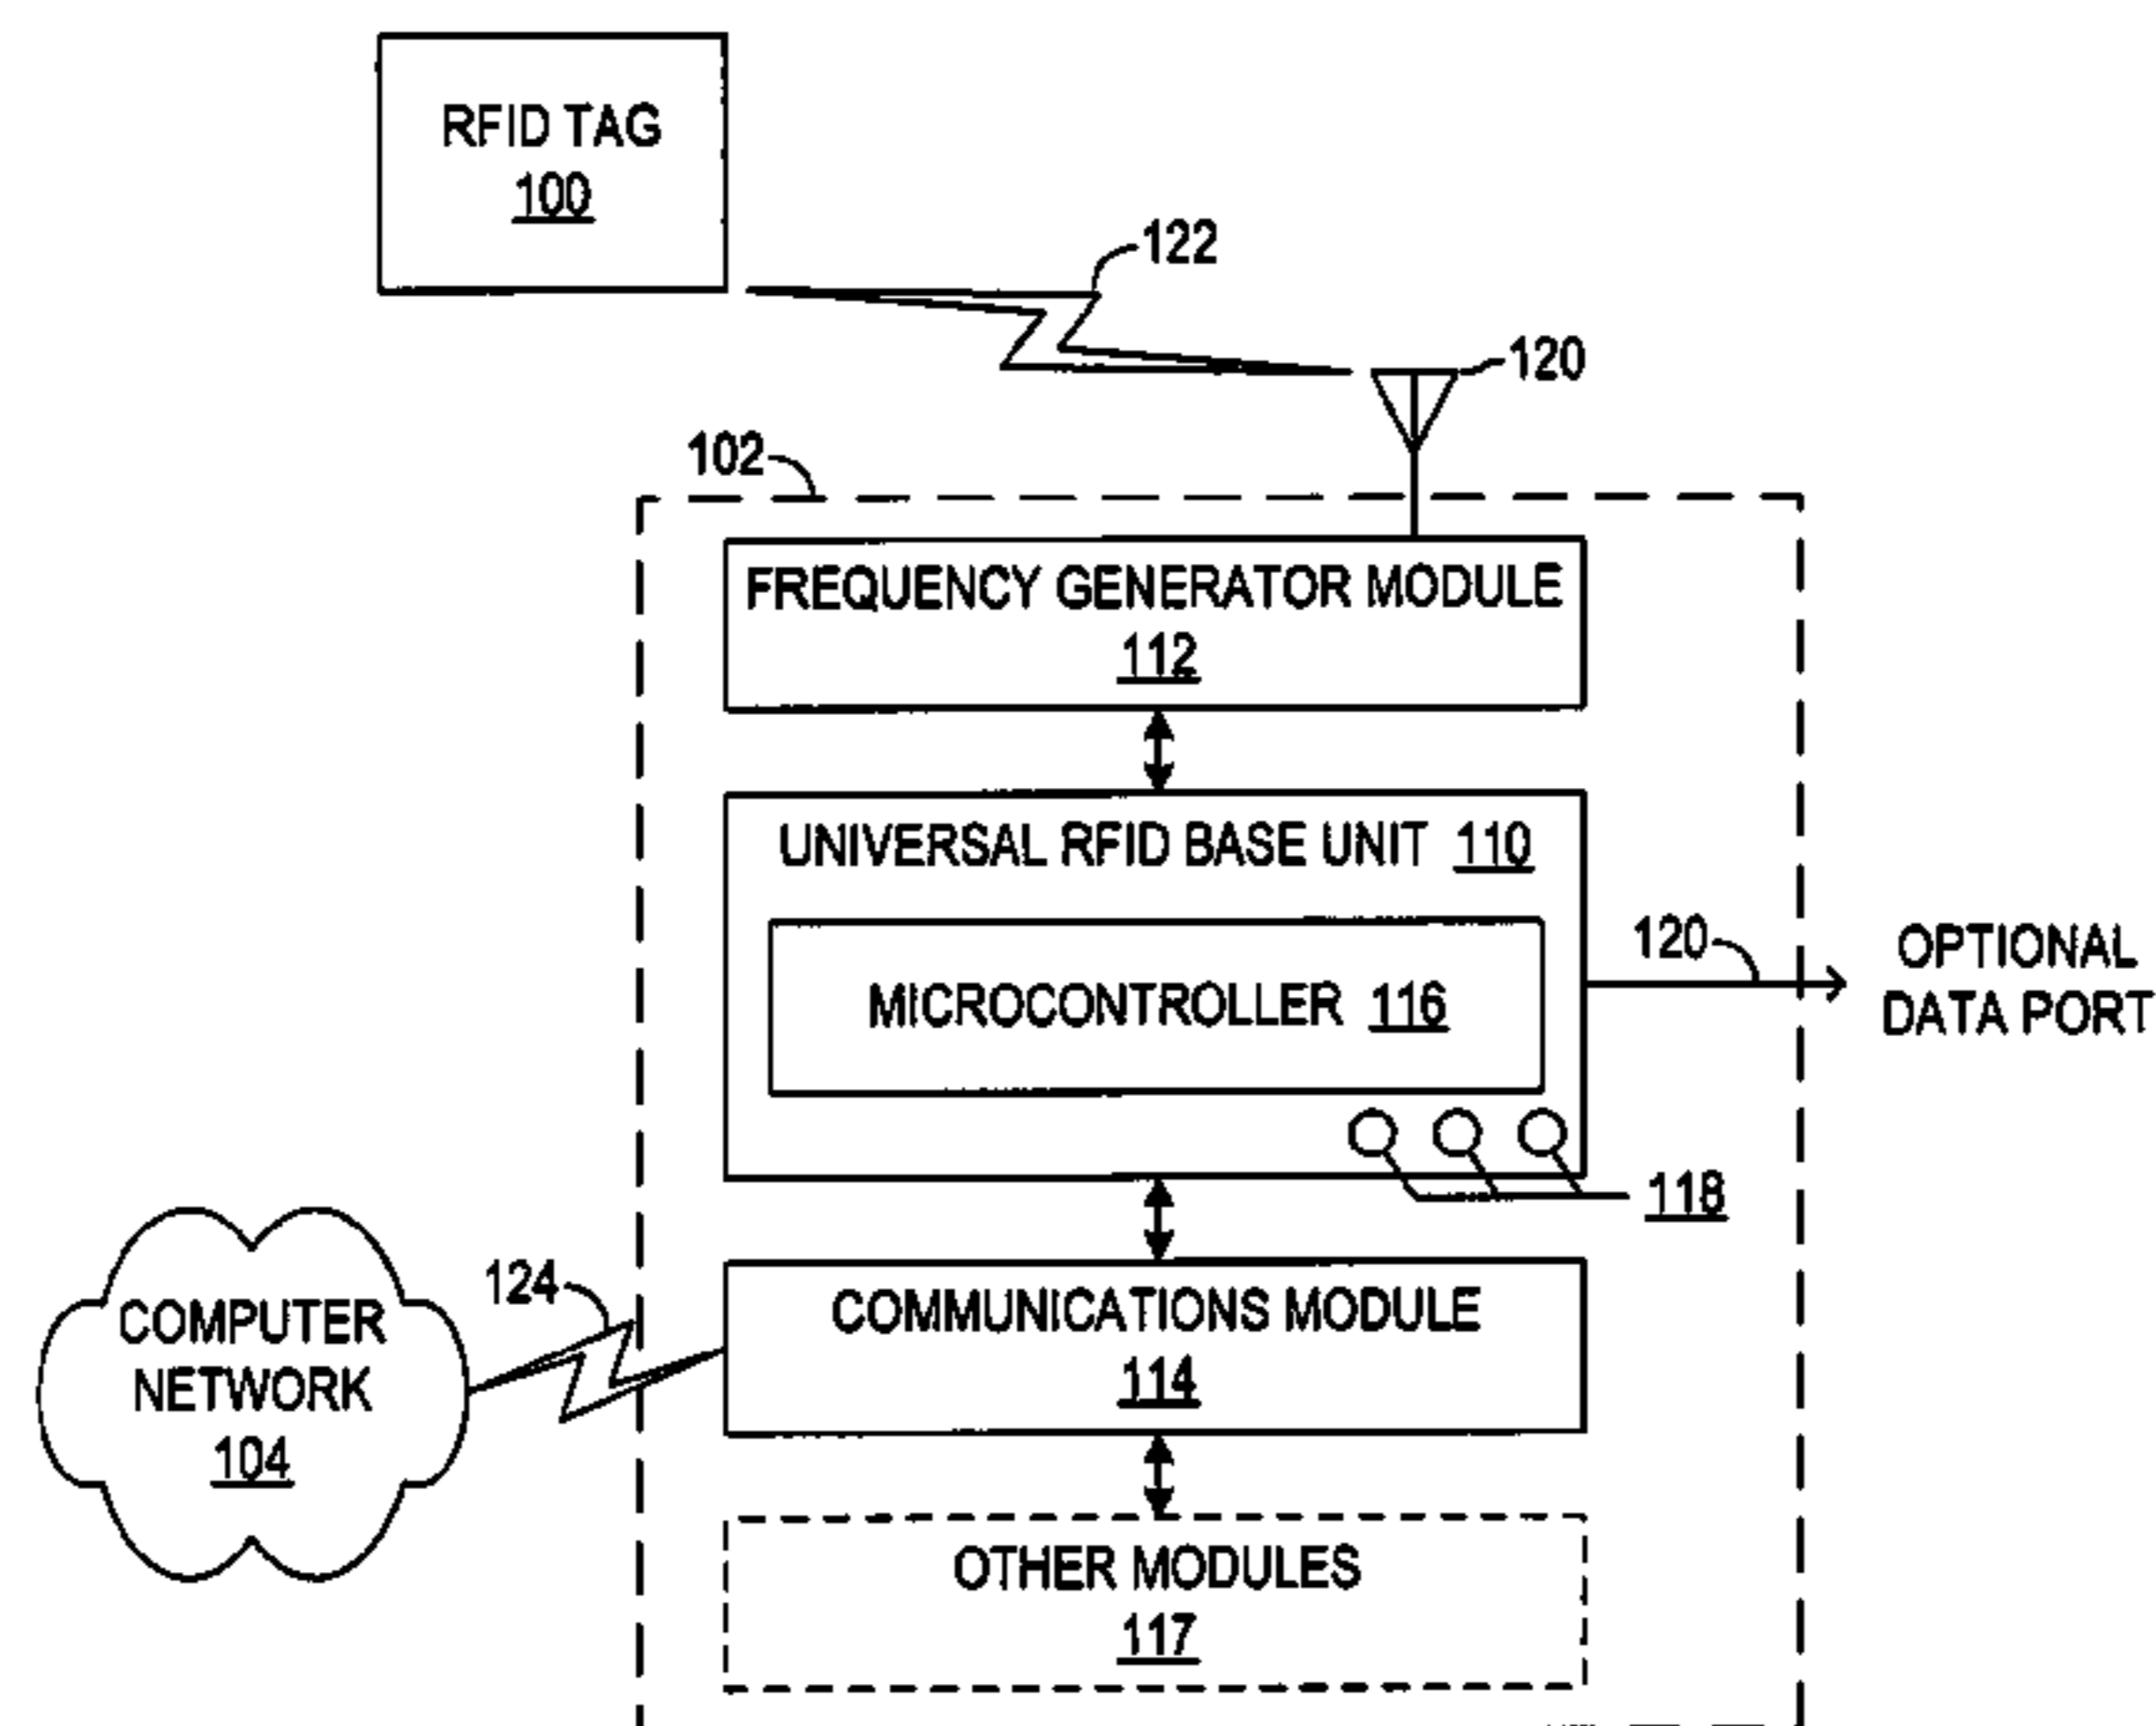 RFID TAG
100
122
120
102
FREQUENCY GENERATOR MODULE
112
UNIVERSAL RFID BASE UNIT 110
MICROCONTROLLER 116
120
OPTIONAL
DATA PORT
118
124
COMPUTER
NETWORK
104
COMMUNICATIONS MODULE
114
OTHER MODULES
117